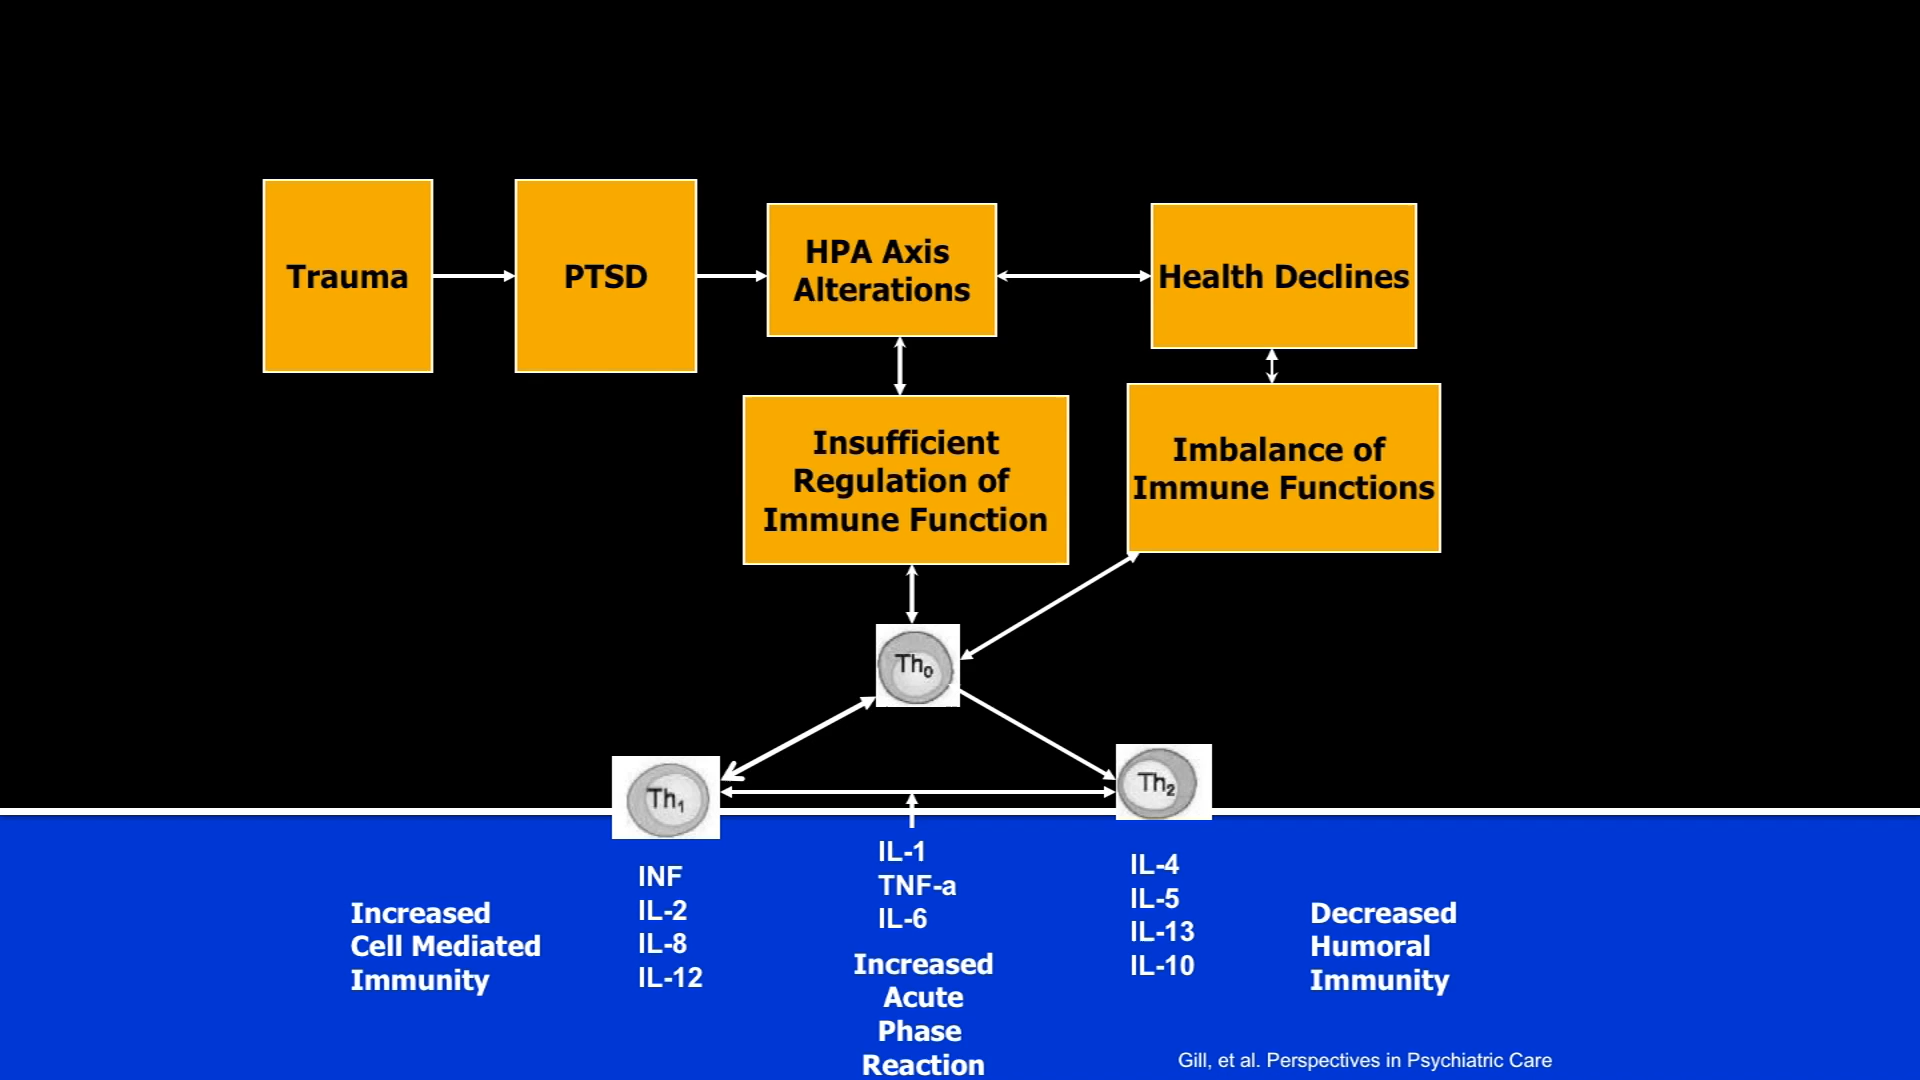 Trauma
PTSD
HPA Axis
Alterations
Health Declines
Insufficient
Regulation of
Immune Function
Imbalance of
Immune Functions
Th0
Th1
Th2
Increased
Cell Mediated
Immunity
INF
IL-2
IL-8
IL-12
IL-1
TNF-a
IL-6
Increased
Acute
Phase
Reaction
IL-4
IL-5
IL-13
IL-10
Decreased
Humoral
Immunity
Gill, et al. Perspectives in Psychiatric Care